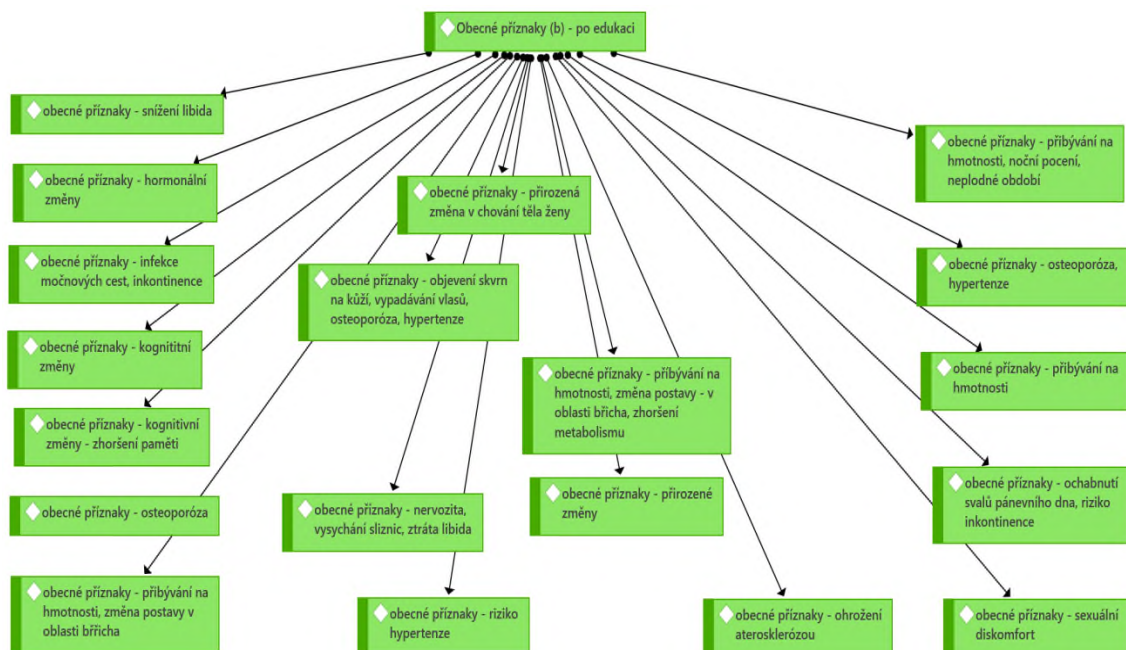 Obecné příznaky (b) - po edukaci
obecné příznaky - snížení libida
obecné příznaky - hormonální
změny
obecné příznaky - infekce
močnových cest, inkontinence
obecné příznaky - kognititní
změny
obecné příznaky - kognitivní
změny - zhoršení paměti
obecné příznaky - osteoporóza
obecné příznaky - přibývání na
hmotnosti, změna postavy v
oblasti břřicha
obecné příznaky - přirozená
změna v chování těla ženy
obecné příznaky - objevení skvrn
na kůží, vypadávání vlasů,
osteoporóza, hypertenze
obecné příznaky - nervozita,
vysychání sliznic, ztráta libida
obecné příznaky - riziko
hypertenze
obecné příznaky - příbývání na
hmotnosti, změna postavy - v
oblasti břicha, zhoršení
metabolismu
obecné příznaky - přirozené
změny
obecné příznaky - ohrožení
aterosklerózou
obecné příznaky - přibývání na
hmotnosti, noční pocení,
neplodné období
obecné příznaky - osteoporóza,
hypertenze
obecné příznaky - přibývání na
hmotnosti
obecné příznaky - ochabnutí
svalů pánevního dna, riziko
inkontinence
obecné příznaky - sexuální
diskomfort